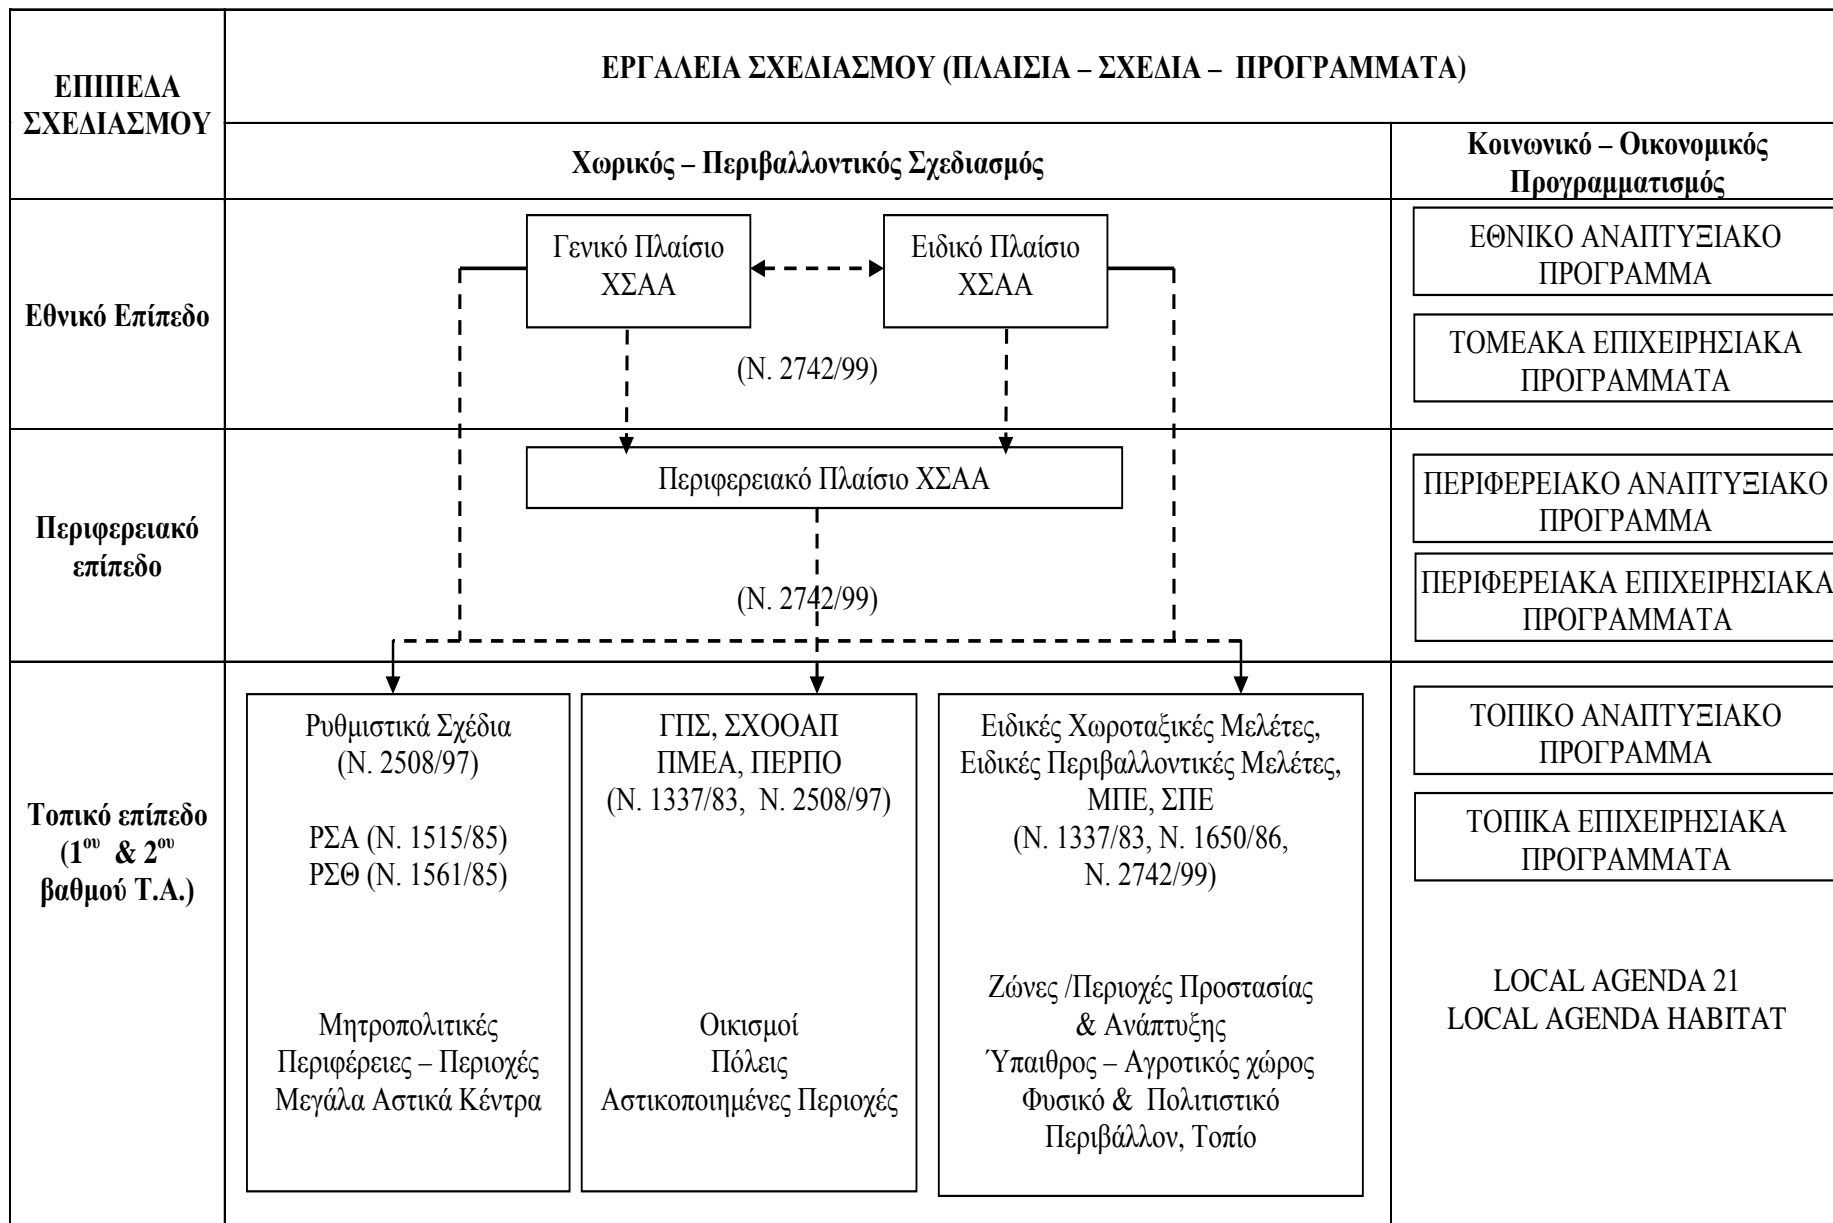 ΕΠΙΠΕΔΑ
ΣΧΕΔΙΑΣΜΟΥ
ΕΡΓΑΛΕΙΑ ΣΧΕΔΙΑΣΜΟΥ (ΠΛΑΙΣΙΑ – ΣΧΕΔΙΑ – ΠΡΟΓΡΑΜΜΑΤΑ)
Χωρικός – Περιβαλλοντικός Σχεδιασμός
Κοινωνικό – Οικονομικός
Προγραμματισμός
Εθνικό Επίπεδο
Γενικό Πλαίσιο
ΧΣΑΑ
Ειδικό Πλαίσιο
ΧΣΑΑ
(Ν. 2742/99)
ΕΘΝΙΚΟ ΑΝΑΠΤΥΞΙΑΚΟ
ΠΡΟΓΡΑΜΜΑ
ΤΟΜΕΑΚΑ ΕΠΙΧΕΙΡΗΣΙΑΚΑ
ΠΡΟΓΡΑΜΜΑΤΑ
Περιφερειακό
επίπεδο
Περιφερειακό Πλαίσιο ΧΣΑΑ
(Ν. 2742/99)
ΠΕΡΙΦΕΡΕΙΑΚΟ ΑΝΑΠΤΥΞΙΑΚΟ
ΠΡΟΓΡΑΜΜΑ
ΠΕΡΙΦΕΡΕΙΑΚΑ ΕΠΙΧΕΙΡΗΣΙΑΚΑ
ΠΡΟΓΡΑΜΜΑΤΑ
Τοπικό επίπεδο
(1ου & 2ου
βαθμού Τ.Α.)
Ρυθμιστικά Σχέδια
(Ν. 2508/97)
ΡΣΑ (Ν. 1515/85)
ΡΣΘ (Ν. 1561/85)
Μητροπολιτικές
Περιφέρειες – Περιοχές
Μεγάλα Αστικά Κέντρα
ΓΠΣ, ΣΧΟΟΑΠ
ΠΜΕΑ, ΠΕΡΠΟ
(Ν. 1337/83, Ν. 2508/97)
Οικισμοί
Πόλεις
Αστικοποιημένες Περιοχές
Ειδικές Χωροταξικές Μελέτες,
Ειδικές Περιβαλλοντικές Μελέτες,
ΜΠΕ, ΣΠΕ
(Ν. 1337/83, Ν. 1650/86,
Ν. 2742/99)
Ζώνες /Περιοχές Προστασίας
& Ανάπτυξης
Ύπαιθρος – Αγροτικός χώρος
Φυσικό & Πολιτιστικό
Περιβάλλον, Τοπίο
ΤΟΠΙΚΟ ΑΝΑΠΤΥΞΙΑΚΟ
ΠΡΟΓΡΑΜΜΑ
ΤΟΠΙΚΑ ΕΠΙΧΕΙΡΗΣΙΑΚΑ
ΠΡΟΓΡΑΜΜΑΤΑ
LOCAL AGENDA 21
LOCAL AGENDA HABITAT